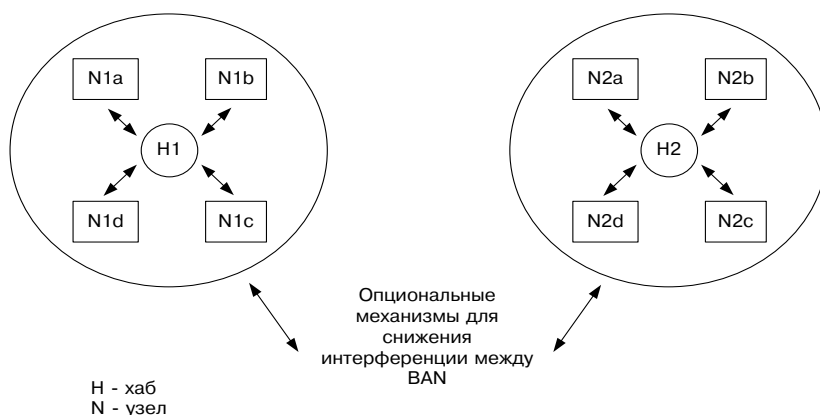 N1a
N1b
H1
N1d
N1c
N2a
N2b
H2
N2d
N2c
Опциональные
механизмы для
снижения
интерференции между
BAN
H - хаб
N - узел